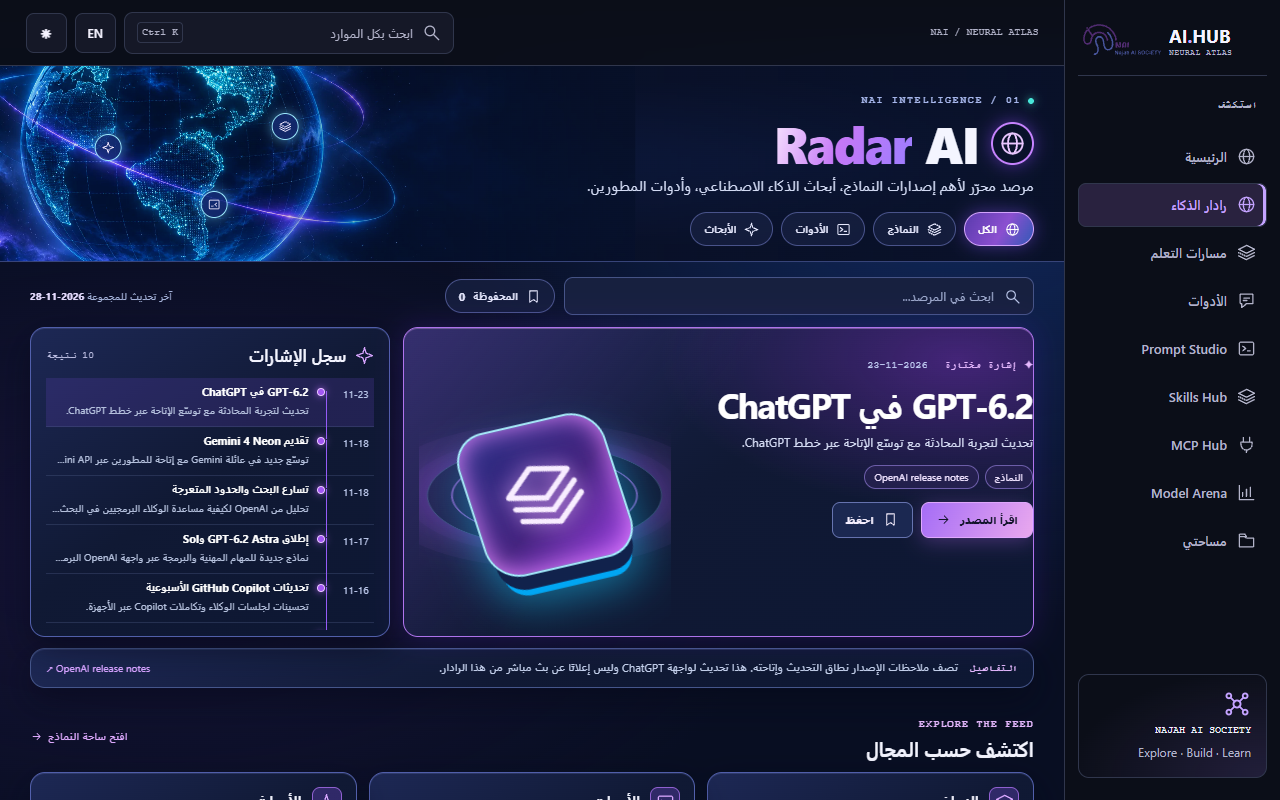 AI.HUB
NEURAL ATLAS
NAJAH AI SOCIETY
استكشف
الرئيسية
رادار الذكاء
مسارات التعلم
الأدوات
Prompt Studio
Skills Hub
MCP Hub
Model Arena
مساحتي
NAJAH AI SOCIETY
Explore · Build · Learn
NAI / NEURAL ATLAS
ابحث بكل الموارد
Ctrl K
EN
NAI INTELLIGENCE / 01
Radar AI
مرصد محرّر لأهم إصدارات النماذج، أبحاث الذكاء الاصطناعي، وأدوات المطورين.
الكل
النماذج
الأدوات
الأبحاث
ابحث في المرصد...
المحفوظة 0
آخر تحديث للمجموعة 2026-11-28
إشارة مختارة 2026-11-23
GPT-6.2 في ChatGPT
تحديث لتجربة المحادثة مع توسّع الإتاحة عبر خطط ChatGPT.
النماذج
OpenAI release notes
اقرأ المصدر ←
احفظ
سجل الإشارات
10 نتيجة
11-23
GPT-6.2 في ChatGPT
تحديث لتجربة المحادثة مع توسّع الإتاحة عبر خطط ChatGPT.
11-18
تقديم Gemini 4 Neon
توسّع جديد في عائلة Gemini مع إتاحة للمطورين عبر ini API...
11-18
تسارع البحث والحدود المتعرجة
تحليل من OpenAI لكيفية مساعدة الوكلاء البرمجيين في البحث...
11-17
إطلاق GPT-6.2 Astra وSol
نماذج جديدة للمهام المهنية والبرمجة عبر واجهة OpenAI البرمـ...
11-16
تحديثات GitHub Copilot الأسبوعية
تحسينات لجلسات الوكلاء وتكاملات Copilot عبر الأجهزة.
التفاصيل
تصف ملاحظات الإصدار نطاق التحديث وإتاحته. هذا تحديث لواجهة ChatGPT وليس إعلانًا عن بث مباشر من هذا الرادار.
OpenAI release notes ↗
EXPLORE THE FEED
اكتشف حسب المجال
افتح ساحة النماذج ←